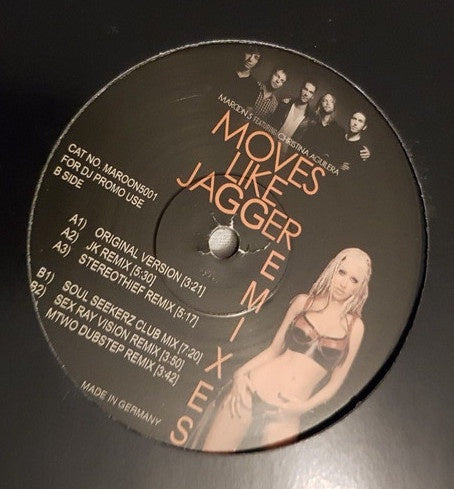 MAROON 5 FEATURING CHRISTINA AGUILERA
MOVES
LIKE
JAGGER
REMIXES
CAT NO. MAROON5001
FOR DJ PROMO USE
B SIDE
A1) ORIGINAL VERSION [3:21]
A2) JK REMIX [5:30]
A3) STEREOTHIEF REMIX [5:17]
B1) SOUL SEEKERZ CLUB MIX [7:20]
B2) SEX RAY VISION REMIX [3:50]
MTWO DUBSTEP REMIX [3:42]
MADE IN GERMANY